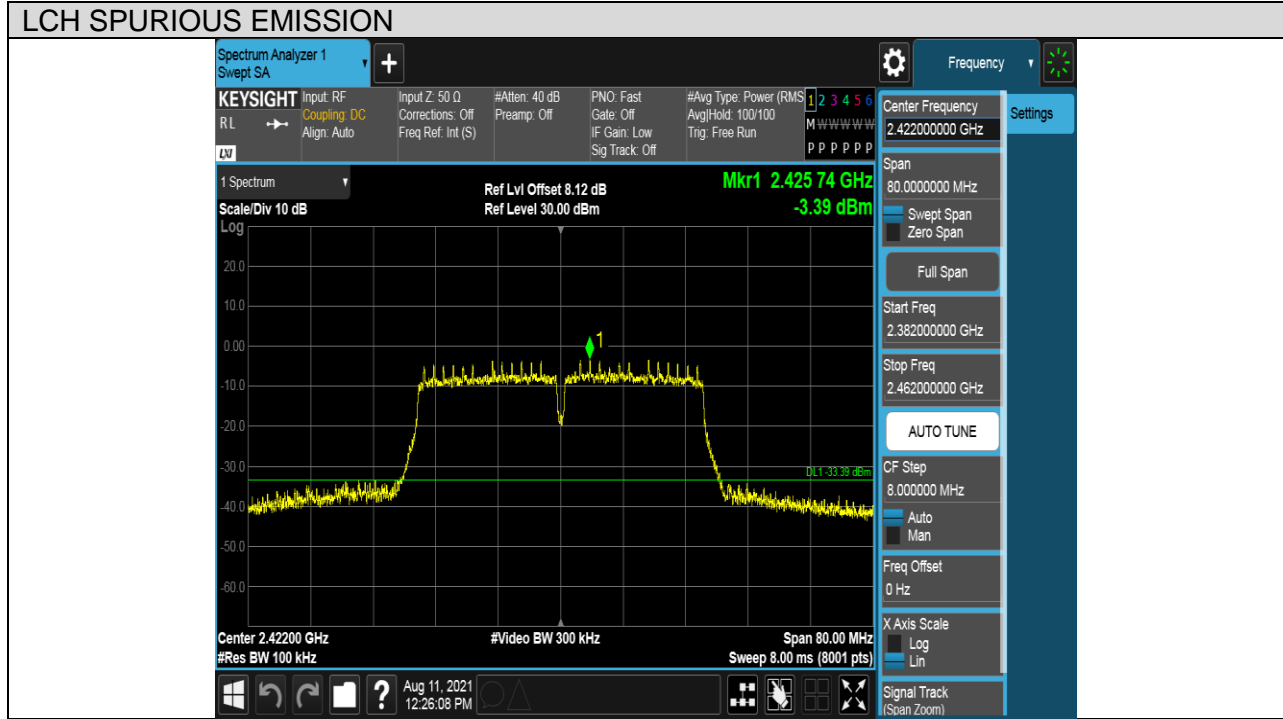 LCH SPURIOUS EMISSION
Spectrum Analyzer 1
Swept SA
+
Frequency
KEYSIGHT
RL
LXI
Input: RF
Coupling: DC
Align: Auto
Input Z: 50 Ω
Corrections: Off
Freq Ref: Int (S)
#Atten: 40 dB
Preamp: Off
PNO: Fast
Gate: Off
IF Gain: Low
Sig Track: Off
#Avg Type: Power (RMS
Avg|Hold: 100/100
Trig: Free Run
1 2 3 4 5 6
M W W W W W
P P P P P P
1 Spectrum
Scale/Div 10 dB
Log
Ref Lvl Offset 8.12 dB
Ref Level 30.00 dBm
Mkr1 2.425 74 GHz
-3.39 dBm
20.0
10.0
0.00
-10.0
-20.0
-30.0
-40.0
-50.0
-60.0
1
DL1 -33.39 dBm
Center 2.42200 GHz
#Res BW 100 kHz
#Video BW 300 kHz
Span 80.00 MHz
Sweep 8.00 ms (8001 pts)
?
Aug 11, 2021
12:26:08 PM
Center Frequency
2.422000000 GHz
Settings
Span
80.0000000 MHz
Swept Span
Zero Span
Full Span
Start Freq
2.382000000 GHz
Stop Freq
2.462000000 GHz
AUTO TUNE
CF Step
8.000000 MHz
Auto
Man
Freq Offset
0 Hz
X Axis Scale
Log
Lin
Signal Track
(Span Zoom)